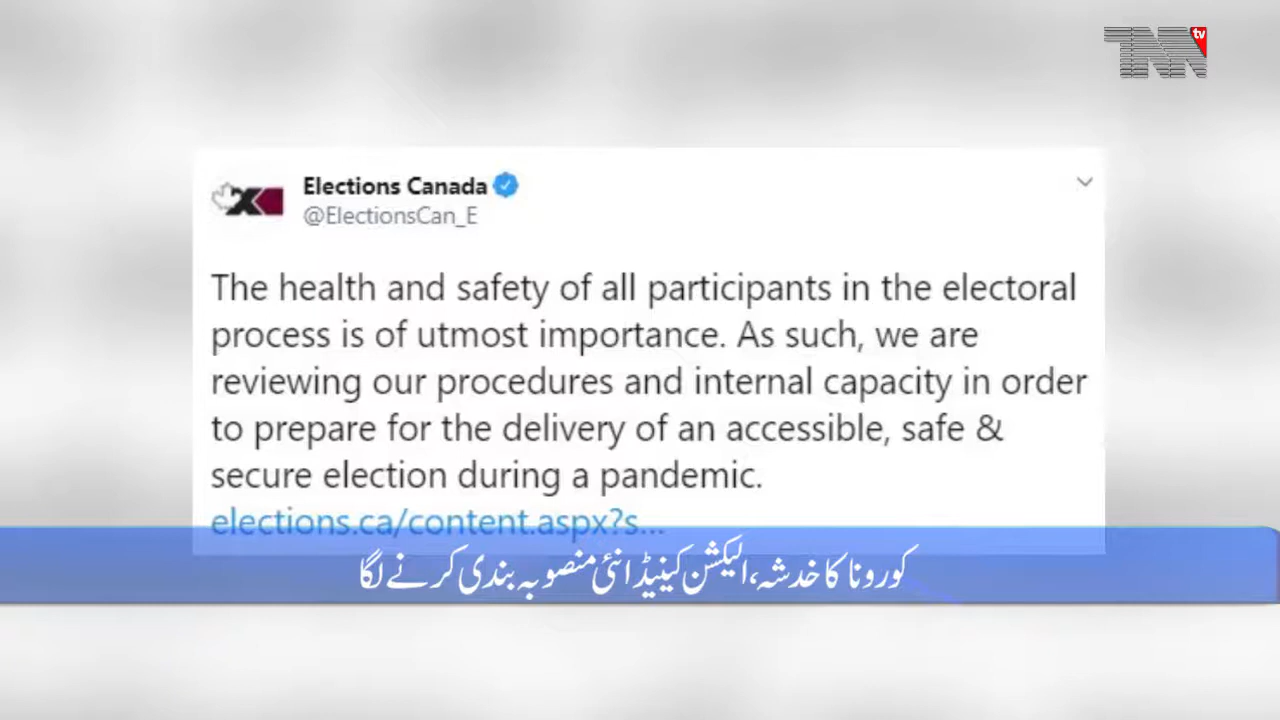 TNN tv
Elections Canada
@ElectionsCan_E
The health and safety of all participants in the electoral
process is of utmost importance. As such, we are
reviewing our procedures and internal capacity in order
to prepare for the delivery of an accessible, safe &
secure election during a pandemic.
elections.ca/content.aspx?s...
کورونا کا خدشہ، الیکشن کینیڈا نئی منصوبہ بندی کرنے لگا